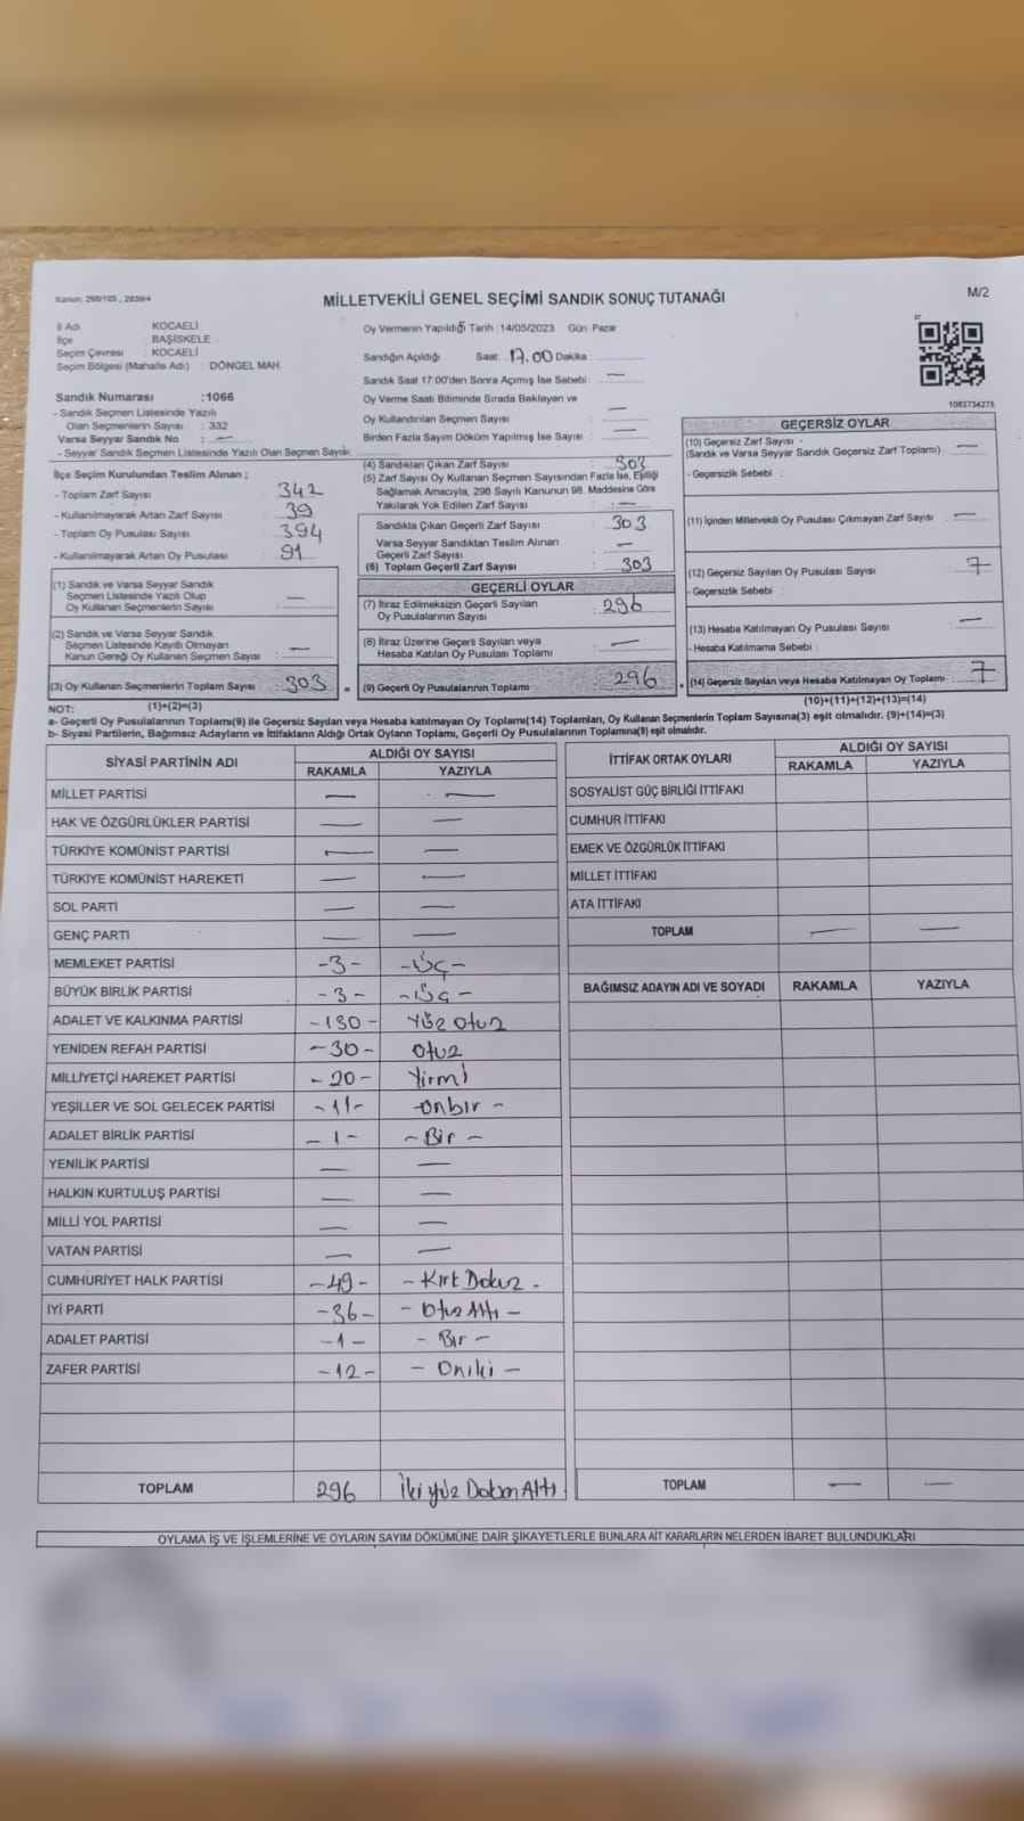 MİLLETVEKİLİ GENEL SEÇİMİ SANDIK SONUÇ TUTANAĞI
M/2
İl Adı : KOCAELİ
İlçe : BAŞİSKELE
Seçim Çevresi : KOCAELİ
Seçim Bölgesi (Mahalle Adı) : DÖNGEL MAH.
Sandık Numarası :1066
- Sandık Seçmen Listesinde Yazılı
Olan Seçmenlerin Sayısı : 332
Varsa Seyyar Sandık No : —
- Seyyar Sandık Seçmen Listesinde Yazılı Olan Seçmen Sayısı
İlçe Seçim Kurulundan Teslim Alınan ;
- Toplam Zarf Sayısı 342
- Kullanılmayarak Artan Zarf Sayısı 39
- Toplam Oy Pusulası Sayısı 394
- Kullanılmayarak Artan Oy Pusulası 91
(1) Sandık ve Varsa Seyyar Sandık
Seçmen Listesinde Yazılı Olup
Oy Kullanan Seçmenlerin Sayısı —
(2) Sandık ve Varsa Seyyar Sandık
Seçmen Listesinde Kayıtlı Olmayan
Kanun Gereği Oy Kullanan Seçmen Sayısı —
(3) Oy Kullanan Seçmenlerin Toplam Sayısı : 303
(1)+(2)=(3)
Oy Vermenin Yapıldığı Tarih :14/05/2023 Gün Pazar
Sandığın Açıldığı Saat: 17.00 Dakika
Sandık Saat 17:00'den Sonra Açılmış İse Sebebi : —
Oy Verme Saati Bitiminde Sırada Bekleyen ve
Oy Kullandırılan Seçmen Sayısı —
Birden Fazla Sayım Döküm Yapılmış İse Sayısı —
(4) Sandıktan Çıkan Zarf Sayısı : 303
(5) Zarf Sayısı Oy Kullanan Seçmen Sayısından Fazla İse, Eşitliği
Sağlamak Amacıyla, 298 Sayılı Kanunun 98. Maddesine Göre
Yakılarak Yok Edilen Zarf Sayısı : —
Sandıkta Çıkan Geçerli Zarf Sayısı : 303
Varsa Seyyar Sandıktan Teslim Alınan
Geçerli Zarf Sayısı —
(6) Toplam Geçerli Zarf Sayısı : 303
GEÇERLİ OYLAR
(7) İtiraz Edilmeksizin Geçerli Sayılan
Oy Pusulalarının Sayısı : 296
(8) İtiraz Üzerine Geçerli Sayılan veya
Hesaba Katılan Oy Pusulası Toplamı —
(9) Geçerli Oy Pusulalarının Toplamı : 296
1062734275
GEÇERSİZ OYLAR
(10) Geçersiz Zarf Sayısı -
(Sandık ve Varsa Seyyar Sandık Geçersiz Zarf Toplamı) —
- Geçersizlik Sebebi :
(11) İçinden Milletvekili Oy Pusulası Çıkmayan Zarf Sayısı —
(12) Geçersiz Sayılan Oy Pusulası Sayısı 7
- Geçersizlik Sebebi :
(13) Hesaba Katılmayan Oy Pusulası Sayısı —
- Hesaba Katılmama Sebebi :
(14) Geçersiz Sayılan veya Hesaba Katılmayan Oy Toplamı : 7
(10)+(11)+(12)+(13)=(14)
NOT:
a- Geçerli Oy Pusulalarının Toplamı(9) ile Geçersiz Sayılan veya Hesaba katılmayan Oy Toplamı(14) Toplamları, Oy Kullanan Seçmenlerin Toplam Sayısına(3) eşit olmalıdır. (9)+(14)=(3)
b- Siyasi Partilerin, Bağımsız Adayların ve İttifakların Aldığı Ortak Oyların Toplamı, Geçerli Oy Pusulalarının Toplamına(9) eşit olmalıdır.
SİYASİ PARTİNİN ADI ALDIĞI OY SAYISI
RAKAMLA YAZIYLA
MİLLET PARTİSİ — —
HAK VE ÖZGÜRLÜKLER PARTİSİ — —
TÜRKİYE KOMÜNİST PARTİSİ — —
TÜRKİYE KOMÜNİST HAREKETİ — —
SOL PARTİ — —
GENÇ PARTİ — —
MEMLEKET PARTİSİ -3- -Üç-
BÜYÜK BİRLİK PARTİSİ -3- -Üç-
ADALET VE KALKINMA PARTİSİ -130- Yüz otuz
YENİDEN REFAH PARTİSİ -30- Otuz
MİLLİYETÇİ HAREKET PARTİSİ -20- Yirmi
YEŞİLLER VE SOL GELECEK PARTİSİ -11- -onbir-
ADALET BİRLİK PARTİSİ -1- -Bir-
YENİLİK PARTİSİ — —
HALKIN KURTULUŞ PARTİSİ — —
MİLLİ YOL PARTİSİ — —
VATAN PARTİSİ — —
CUMHURİYET HALK PARTİSİ -49- -Kırk Dokuz-
İYİ PARTİ -36- -Otuz Altı-
ADALET PARTİSİ -1- -Bir-
ZAFER PARTİSİ -12- -Oniki-
TOPLAM 296 İkiyüz Doksan Altı
İTTİFAK ORTAK OYLARI ALDIĞI OY SAYISI
RAKAMLA YAZIYLA
SOSYALİST GÜÇ BİRLİĞİ İTTİFAKI
CUMHUR İTTİFAKI
EMEK VE ÖZGÜRLÜK İTTİFAKI
MİLLET İTTİFAKI
ATA İTTİFAKI
TOPLAM — —
BAĞIMSIZ ADAYIN ADI VE SOYADI RAKAMLA YAZIYLA
TOPLAM — —
OYLAMA İŞ VE İŞLEMLERİNE VE OYLARIN SAYIM DÖKÜMÜNE DAİR ŞİKAYETLERLE BUNLARA AİT KARARLARIN NELERDEN İBARET BULUNDUKLARI